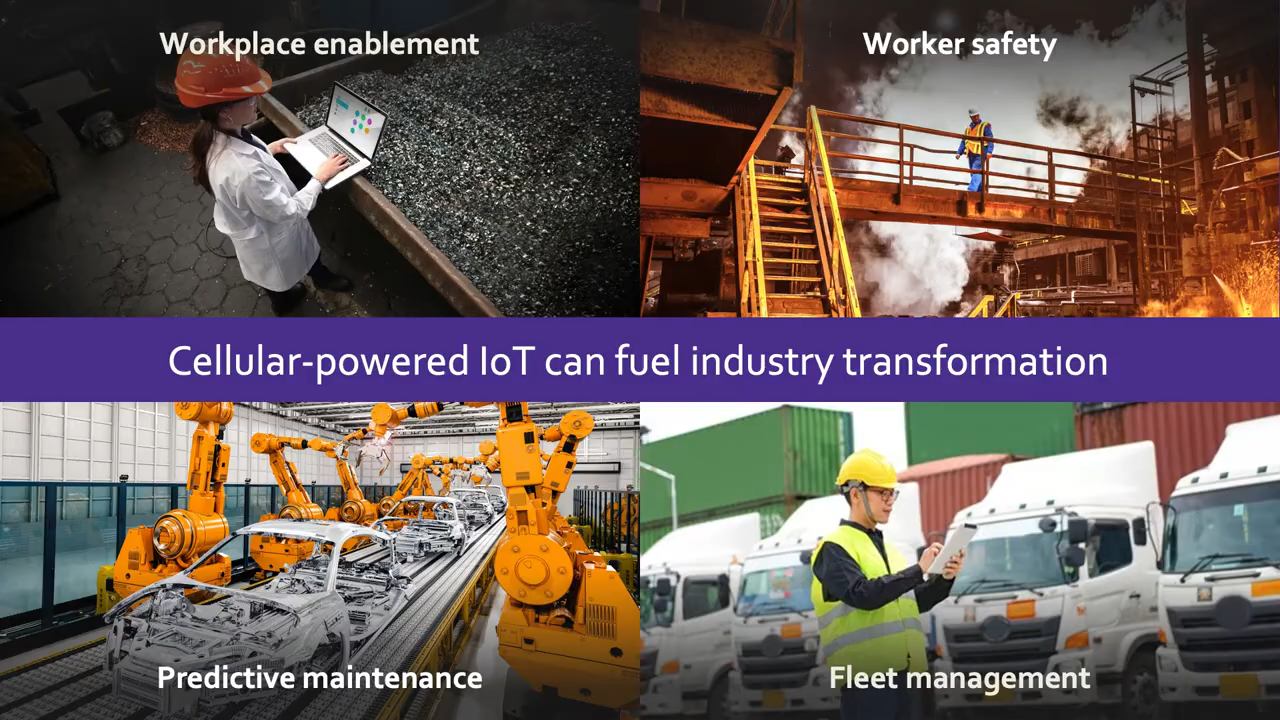 Workplace enablement
Worker safety
Cellular-powered IoT can fuel industry transformation
Predictive maintenance
Fleet management